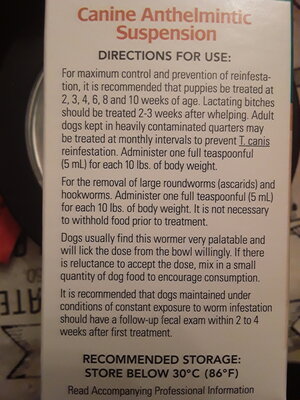 Canine Anthelmintic
Suspension
DIRECTIONS FOR USE:
For maximum control and prevention of reinfesta-
tion, it is recommended that puppies be treated at
2, 3, 4, 6, 8 and 10 weeks of age. Lactating bitches
should be treated 2-3 weeks after whelping. Adult
dogs kept in heavily contaminated quarters may
be treated at monthly intervals to prevent T. canis
reinfestation. Administer one full teaspoonful
(5 mL) for each 10 lbs. of body weight.
For the removal of large roundworms (ascarids) and
hookworms. Administer one full teaspoonful (5 mL)
for each 10 lbs. of body weight. It is not necessary
to withhold food prior to treatment.
Dogs usually find this wormer very palatable and
will lick the dose from the bowl willingly. If there
is reluctance to accept the dose, mix in a small
quantity of dog food to encourage consumption.
It is recommended that dogs maintained under
conditions of constant exposure to worm infestation
should have a follow-up fecal exam within 2 to 4
weeks after first treatment.
RECOMMENDED STORAGE:
STORE BELOW 30°C (86°F)
Read Accompanying Professional Information